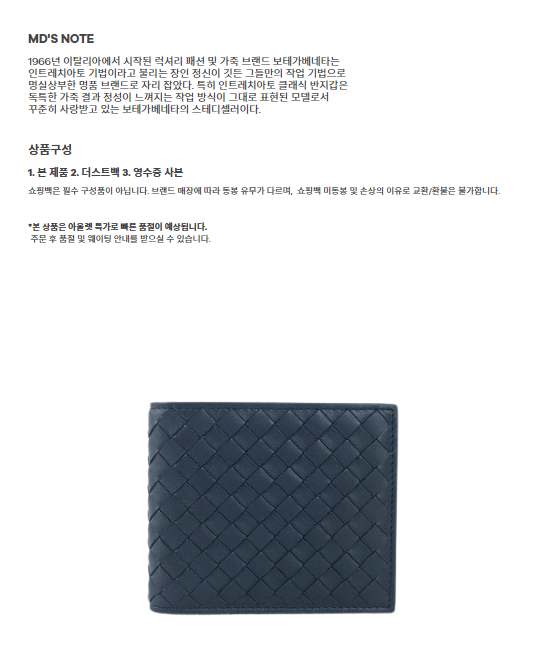 MD'S NOTE
1966년 이탈리아에서 시작된 럭셔리 패션 및 가죽 브랜드 보테가베네타는
인트레치아토 기법이라고 불리는 장인 정신이 깃든 그들만의 작업 기법으로
명실상부한 명품 브랜드로 자리 잡았다. 특히 인트레치아토 클래식 반지갑은
독특한 가죽 결과 정성이 느껴지는 작업 방식이 그대로 표현된 모델로서
꾸준히 사랑받고 있는 보테가베네타의 스테디셀러이다.
상품구성
1. 본 제품 2. 더스트백 3. 영수증 사본
쇼핑백은 필수 구성품이 아닙니다. 브랜드 매장에 따라 동봉 유무가 다르며, 쇼핑백 미동봉 및 손상의 이유로 교환/환불은 불가합니다.
*본 상품은 아울렛 특가로 빠른 품절이 예상됩니다.
주문 후 품절 및 웨이팅 안내를 받으실 수 있습니다.